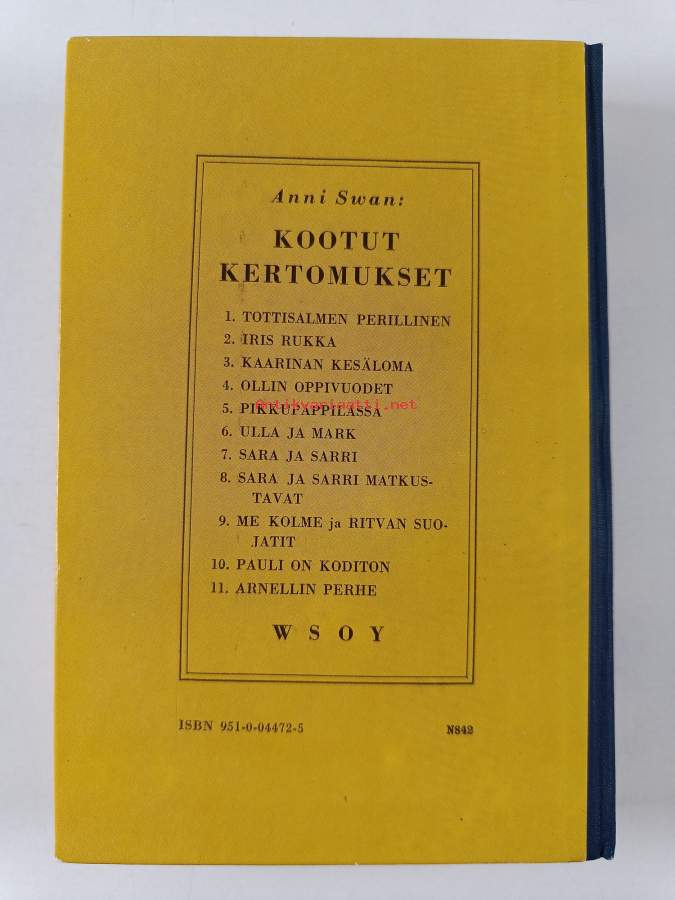 Anni Swan:
KOOTUT
KERTOMUKSET
1. TOTTISALMEN PERILLINEN
2. IRIS RUKKA
3. KAARINAN KESÄLOMA
4. OLLIN OPPIVUODET
5. PIKKUPAPPILASSA
antikvariaatti.net
6. ULLA JA MARK
7. SARA JA SARRI
8. SARA JA SARRI MATKUS-
TAVAT
9. ME KOLME ja RITVAN SUO-
JATIT
10. PAULI ON KODITON
11. ARNELLIN PERHE
WSOY
ISBN 951-0-04472-5 N842